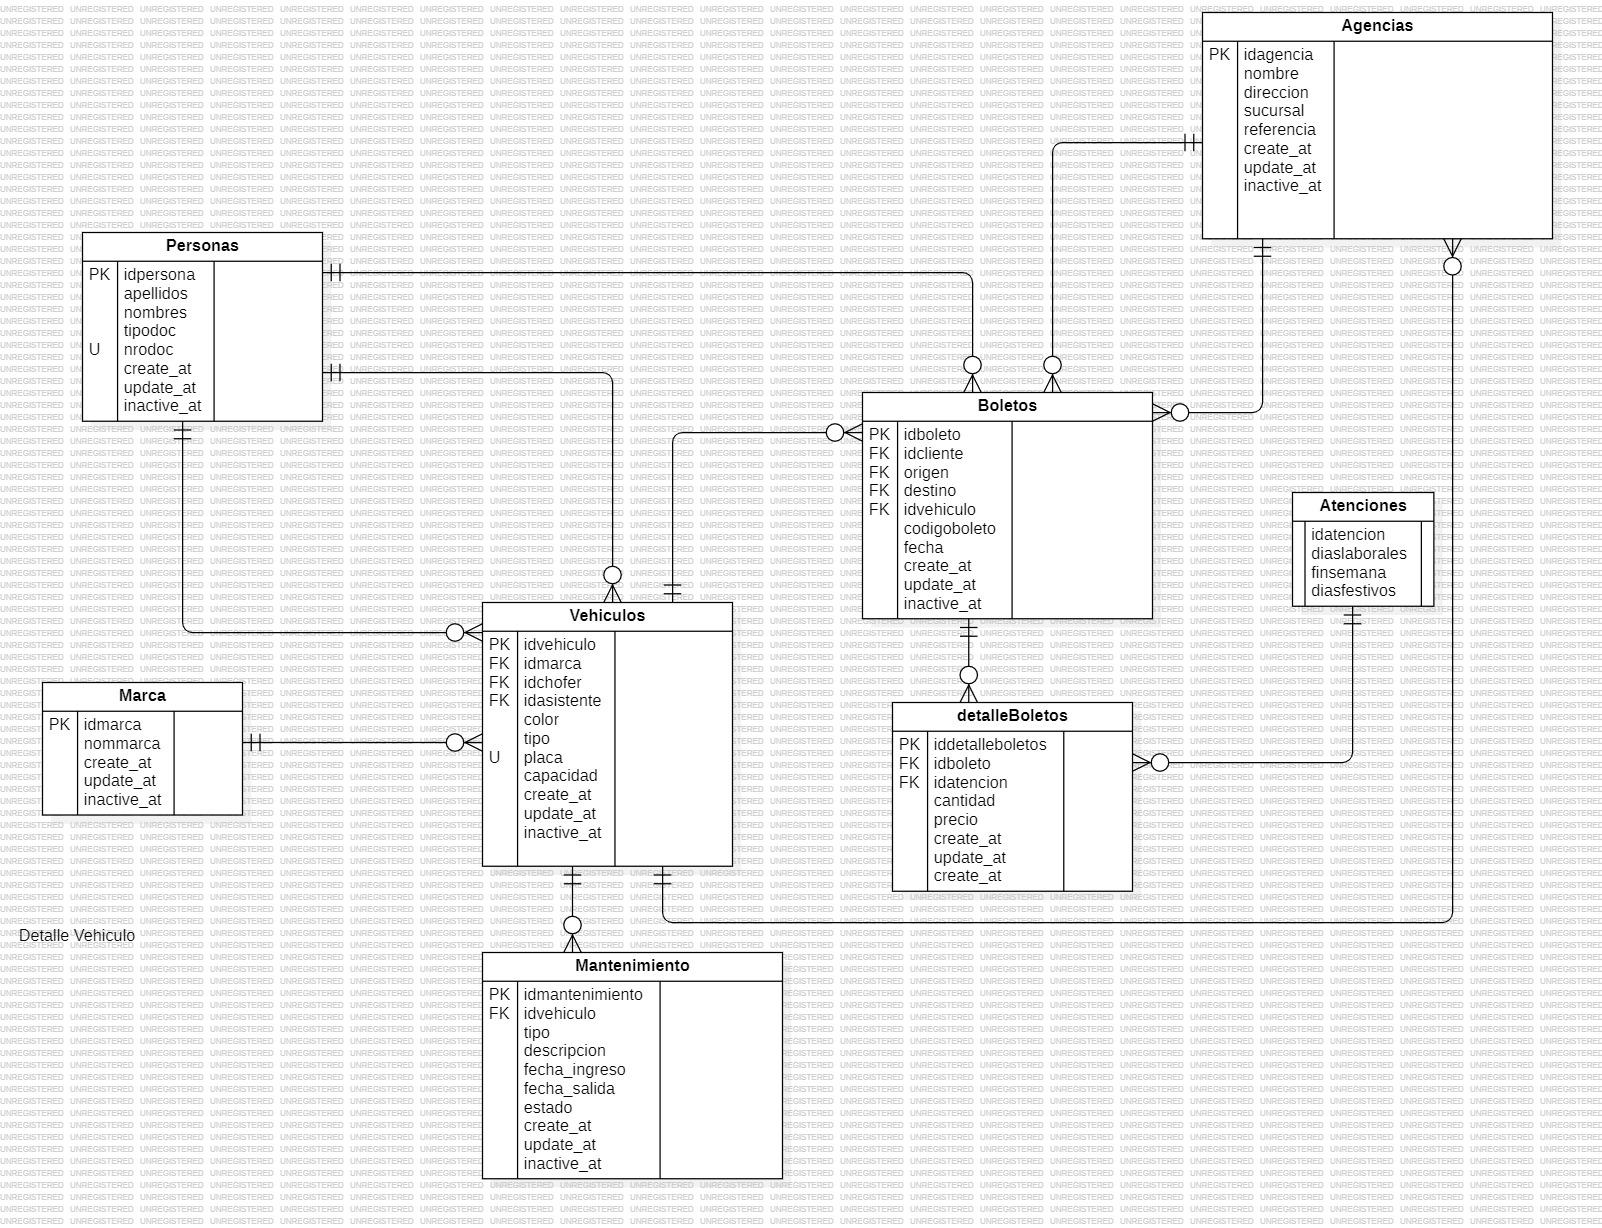 Agencias
PK idagencia
nombre
direccion
sucursal
referencia
create_at
update_at
inactive_at
Personas
PK idpersona
apellidos
nombres
tipodoc
U nrodoc
create_at
update_at
inactive_at
Boletos
PK idboleto
FK idcliente
FK origen
FK destino
FK idvehiculo
codigoboleto
fecha
create_at
update_at
inactive_at
Atenciones
idatencion
diaslaborales
finsemana
diasfestivos
Vehiculos
PK idvehiculo
FK idmarca
FK idchofer
FK idasistente
color
tipo
U placa
capacidad
create_at
update_at
inactive_at
Marca
PK idmarca
nommarca
create_at
update_at
inactive_at
detalleBoletos
PK iddetalleboletos
FK idboleto
FK idatencion
cantidad
precio
create_at
update_at
create_at
Detalle Vehiculo
Mantenimiento
PK idmantenimiento
FK idvehiculo
tipo
descripcion
fecha_ingreso
fecha_salida
estado
create_at
update_at
inactive_at
UNREGISTERED